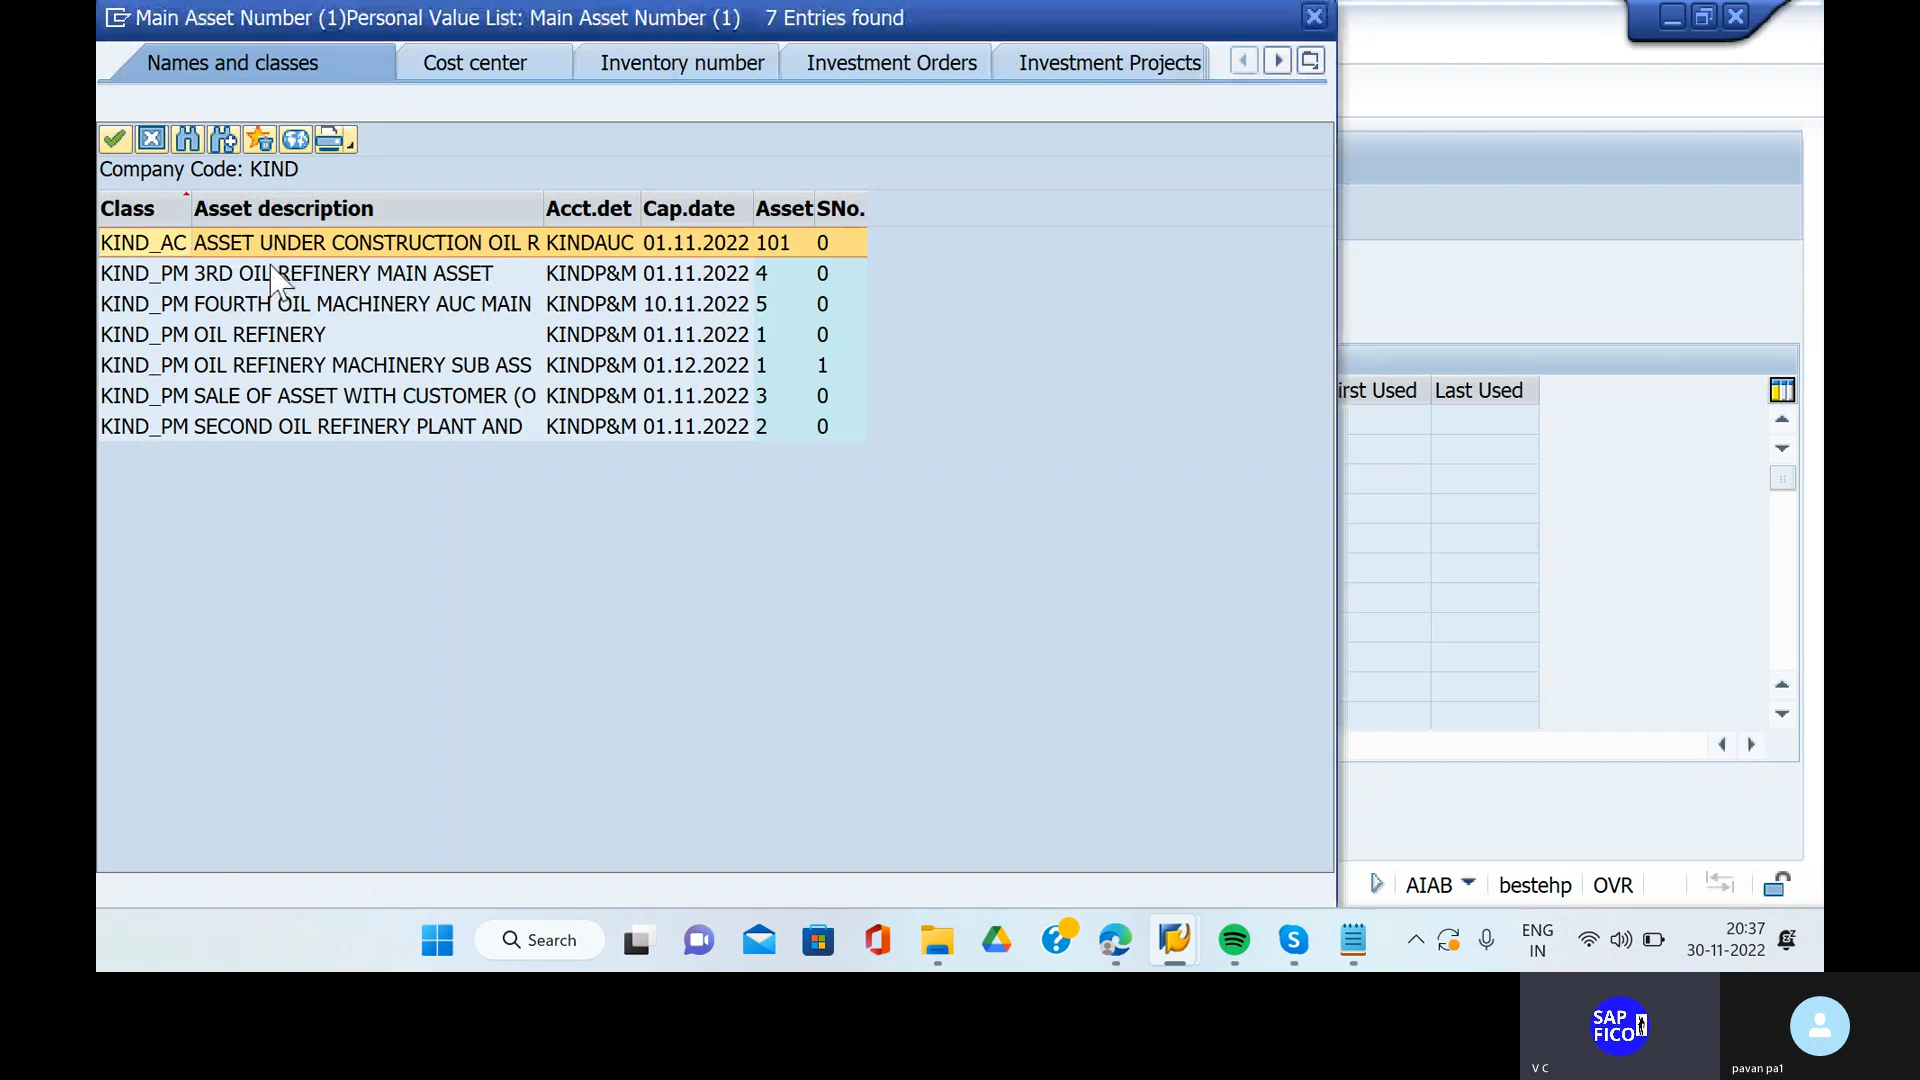 Main Asset Number (1)Personal Value List: Main Asset Number (1) 7 Entries found
Names and classes Cost center Inventory number Investment Orders Investment Projects
Company Code: KIND
Class Asset description Acct.det Cap.date Asset SNo.
KIND_AC ASSET UNDER CONSTRUCTION OIL R KINDAUC 01.11.2022 101 0
KIND_PM 3RD OIL REFINERY MAIN ASSET KINDP&M 01.11.2022 4 0
KIND_PM FOURTH OIL MACHINERY AUC MAIN KINDP&M 10.11.2022 5 0
KIND_PM OIL REFINERY KINDP&M 01.11.2022 1 0
KIND_PM OIL REFINERY MACHINERY SUB ASS KINDP&M 01.12.2022 1 1
KIND_PM SALE OF ASSET WITH CUSTOMER (O KINDP&M 01.11.2022 3 0
KIND_PM SECOND OIL REFINERY PLANT AND KINDP&M 01.11.2022 2 0
irst Used Last Used
AIAB bestehp OVR
Search
ENG
IN
20:37
30-11-2022
SAP
FICO
V C
pavan pa1